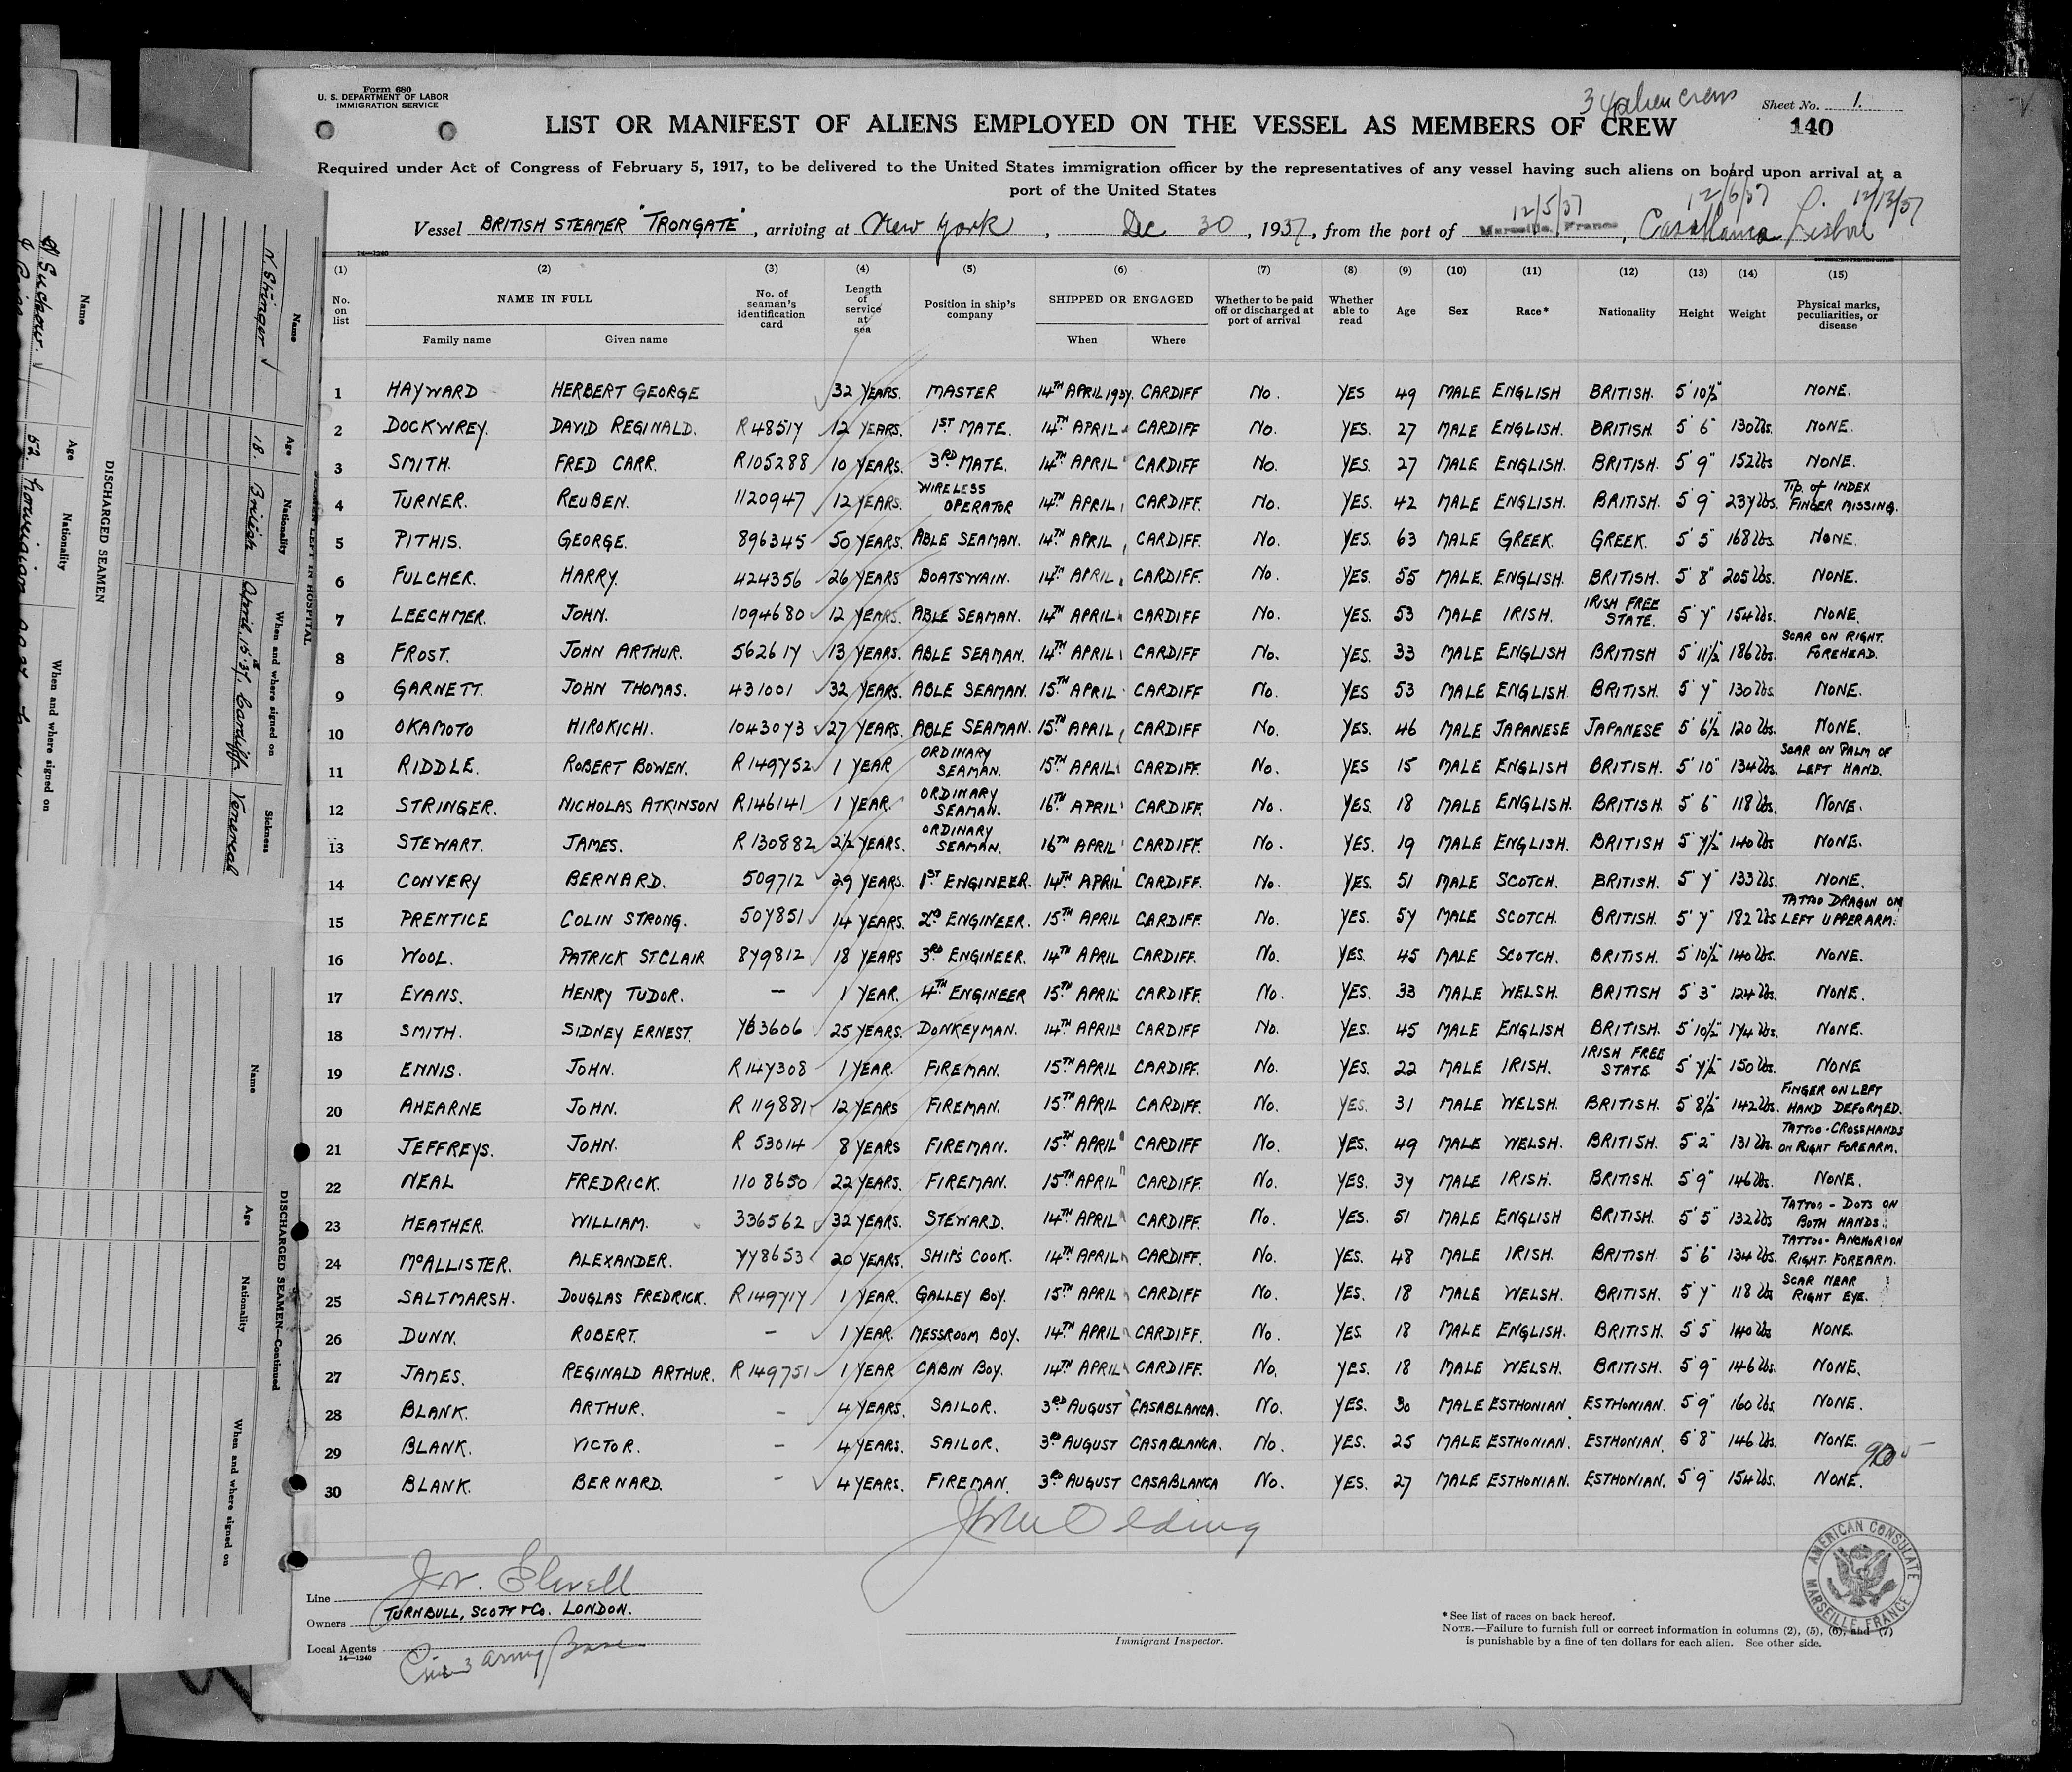 Form 680
U. S. DEPARTMENT OF LABOR
IMMIGRATION SERVICE
34 alien crew
Sheet No. 1.
140
LIST OR MANIFEST OF ALIENS EMPLOYED ON THE VESSEL AS MEMBERS OF CREW
Required under Act of Congress of February 5, 1917, to be delivered to the United States immigration officer by the representatives of any vessel having such aliens on board upon arrival at a
port of the United States
12/5/37 12/6/37 12/13/37
Vessel BRITISH STEAMER "TRONGATE", arriving at New York, Dec 30, 1937, from the port of Marseille, France, Casablanca Lisbon
14—1240
(1) (2) (3) (4) (5) (6) (7) (8) (9) (10) (11) (12) (13) (14) (15)
No. on list NAME IN FULL Family name Given name No. of seaman's identification card Length of service at sea Position in ship's company SHIPPED OR ENGAGED When Where Whether to be paid off or discharged at port of arrival Whether able to read Age Sex Race* Nationality Height Weight Physical marks, peculiarities, or disease
1 HAYWARD HERBERT GEORGE 32 YEARS. MASTER 14TH APRIL 1937. CARDIFF No. YES 49 MALE ENGLISH BRITISH. 5'10½" NONE.
2 DOCKWREY. DAVID REGINALD. R48517 12 YEARS. 1ST MATE. 14TH APRIL CARDIFF No. YES. 27 MALE ENGLISH. BRITISH. 5'6" 130 lbs. NONE.
3 SMITH. FRED CARR. R105288 10 YEARS. 3RD MATE. 14TH APRIL " CARDIFF No. YES. 27 MALE ENGLISH. BRITISH. 5'9" 152 lbs NONE.
4 TURNER. REUBEN. 1120947 12 YEARS. WIRELESS OPERATOR 14TH APRIL CARDIFF. No. YES. 42 MALE ENGLISH. BRITISH. 5'9" 237 lbs. Tip. of INDEX FINGER MISSING.
5 PITHIS. GEORGE. 896345 50 YEARS. ABLE SEAMAN. 14TH APRIL CARDIFF. No. YES. 63 MALE GREEK. GREEK. 5'5" 168 lbs. NONE.
6 FULCHER. HARRY. 424356 26 YEARS BOATSWAIN. 14TH APRIL CARDIFF. No. YES. 55 MALE. ENGLISH. BRITISH. 5'8" 205 lbs. NONE.
7 LEECHMER. JOHN. 1094680 12 YEARS. ABLE SEAMAN. 14TH APRIL CARDIFF No. YES. 53 MALE IRISH. IRISH FREE STATE. 5'7" 154 lbs. NONE.
8 FROST. JOHN ARTHUR. 562617 13 YEARS. ABLE SEAMAN. 14TH APRIL CARDIFF No. YES. 33 MALE ENGLISH BRITISH 5'11½" 186 lbs. SCAR ON RIGHT. FOREHEAD.
9 GARNETT. JOHN THOMAS. 431001 32 YEARS. ABLE SEAMAN. 15TH APRIL CARDIFF No. YES 53 MALE ENGLISH. BRITISH. 5'7" 130 lbs. NONE.
10 OKAMOTO HIROKICHI. 1043073 27 YEARS. ABLE SEAMAN. 15TH APRIL CARDIFF No. YES. 46 MALE JAPANESE JAPANESE 5'6½" 120 lbs. NONE.
11 RIDDLE. ROBERT BOWEN. R149752 1 YEAR ORDINARY SEAMAN. 15TH APRIL CARDIFF. No. YES 15 MALE ENGLISH BRITISH. 5'10" 134 lbs. SCAR ON PALM OF LEFT HAND.
12 STRINGER. NICHOLAS ATKINSON R146141 1 YEAR. ORDINARY SEAMAN. 16TH APRIL CARDIFF. No. YES. 18 MALE ENGLISH. BRITISH. 5'6" 118 lbs. NONE.
13 STEWART. JAMES. R130882 2½ YEARS. ORDINARY SEAMAN. 16TH APRIL CARDIFF. No. YES. 19 MALE ENGLISH. BRITISH 5'7½" 140 lbs NONE.
14 CONVERY BERNARD. 509712 29 YEARS. 1ST ENGINEER. 14TH APRIL CARDIFF. No. YES. 51 MALE SCOTCH. BRITISH. 5'7" 133 lbs. NONE.
15 PRENTICE COLIN STRONG. 507851 14 YEARS. 2ND ENGINEER. 15TH APRIL CARDIFF. No. YES. 57 MALE SCOTCH. BRITISH. 5'7" 182 lbs TATTOO DRAGON ON LEFT UPPER ARM.
16 WOOL. PATRICK STCLAIR 879812 18 YEARS 3RD ENGINEER. 14TH APRIL CARDIFF. No. YES. 45 MALE SCOTCH. BRITISH. 5'10½" 140 lbs. NONE.
17 EVANS. HENRY TUDOR. — 1 YEAR. 4TH ENGINEER 15TH APRIL CARDIFF. No. YES. 33 MALE WELSH. BRITISH 5'3" 124 lbs. NONE.
18 SMITH. SIDNEY ERNEST. 763606 25 YEARS. DONKEYMAN. 14TH APRIL CARDIFF No. YES. 45 MALE ENGLISH BRITISH. 5'10½" 174 lbs. NONE.
19 ENNIS. JOHN. R147308 1 YEAR. FIREMAN. 15TH APRIL CARDIFF. No. YES. 22 MALE IRISH. IRISH FREE STATE 5'7½" 150 lbs. NONE
20 AHEARNE JOHN. R 119881 12 YEARS FIREMAN. 15TH APRIL CARDIFF. No. YES. 31 MALE WELSH. BRITISH. 5'8½" 142 lbs. FINGER ON LEFT HAND DEFORMED.
21 JEFFREYS. JOHN. R 53014 8 YEARS FIREMAN. 15TH APRIL CARDIFF No. YES. 49 MALE WELSH. BRITISH. 5'2" 131 lbs. TATTOO - CROSSHANDS ON RIGHT FOREARM.
22 NEAL FREDRICK. 1108650 22 YEARS. FIREMAN. 15TH APRIL " CARDIFF. No. YES. 37 MALE IRISH. BRITISH. 5'9" 146 lbs. NONE.
23 HEATHER. WILLIAM. 336562 32 YEARS. STEWARD. 14TH APRIL CARDIFF. No. YES. 51 MALE ENGLISH BRITISH. 5'5" 132 lbs TATTOO - DOTS ON BOTH HANDS.
24 McALLISTER. ALEXANDER. 778653 20 YEARS. SHIPS COOK. 14TH APRIL CARDIFF. No. YES. 48 MALE IRISH. BRITISH. 5'6" 134 lbs. TATTOO - ANCHOR ON RIGHT FOREARM.
25 SALTMARSH. DOUGLAS FREDRICK. R149717 1 YEAR. GALLEY BOY. 15TH APRIL CARDIFF No. YES. 18 MALE WELSH. BRITISH. 5'7" 118 lbs SCAR NEAR RIGHT EYE.
26 DUNN. ROBERT. — 1 YEAR. MESSROOM BOY. 14TH APRIL CARDIFF. No. YES. 18 MALE ENGLISH. BRITISH. 5'5" 140 lbs NONE.
27 JAMES. REGINALD ARTHUR. R149751 1 YEAR CABIN BOY. 14TH APRIL CARDIFF. No. YES. 18 MALE WELSH. BRITISH. 5'9" 146 lbs. NONE.
28 BLANK. ARTHUR. — 4 YEARS. SAILOR. 3RD AUGUST CASABLANCA. No. YES. 30 MALE ESTHONIAN. ESTHONIAN. 5'9" 160 lbs. NONE.
29 BLANK. VICTOR. — 4 YEARS. SAILOR. 3RD AUGUST CASABLANCA. No. YES. 25 MALE ESTHONIAN. ESTHONIAN. 5'8" 146 lbs. NONE.
30 BLANK. BERNARD. - 4 YEARS. FIREMAN. 3RD AUGUST CASABLANCA No. YES. 27 MALE ESTHONIAN. ESTHONIAN. 5'9" 154 lbs. NONE.
Line J.W. Elwell
Owners TURNBULL, SCOTT & Co. LONDON.
Local Agents Pier 3 Army Base
14—1240
Immigrant Inspector.
*See list of races on back hereof.
NOTE.—Failure to furnish full or correct information in columns (2), (5), (6), and (7)
is punishable by a fine of ten dollars for each alien. See other side.
AMERICAN CONSULATE
MARSEILLE, FRANCE
SEAMEN LEFT IN HOSPITAL
Name Age Nationality When and where signed on Sickness
N. Stringer 18. British April 15th 37. Cardiff. Venereal
DISCHARGED SEAMEN
Name Age Nationality When and where signed on
52. Norwegian
DISCHARGED SEAMEN—Continued
Name Age Nationality When and where signed on